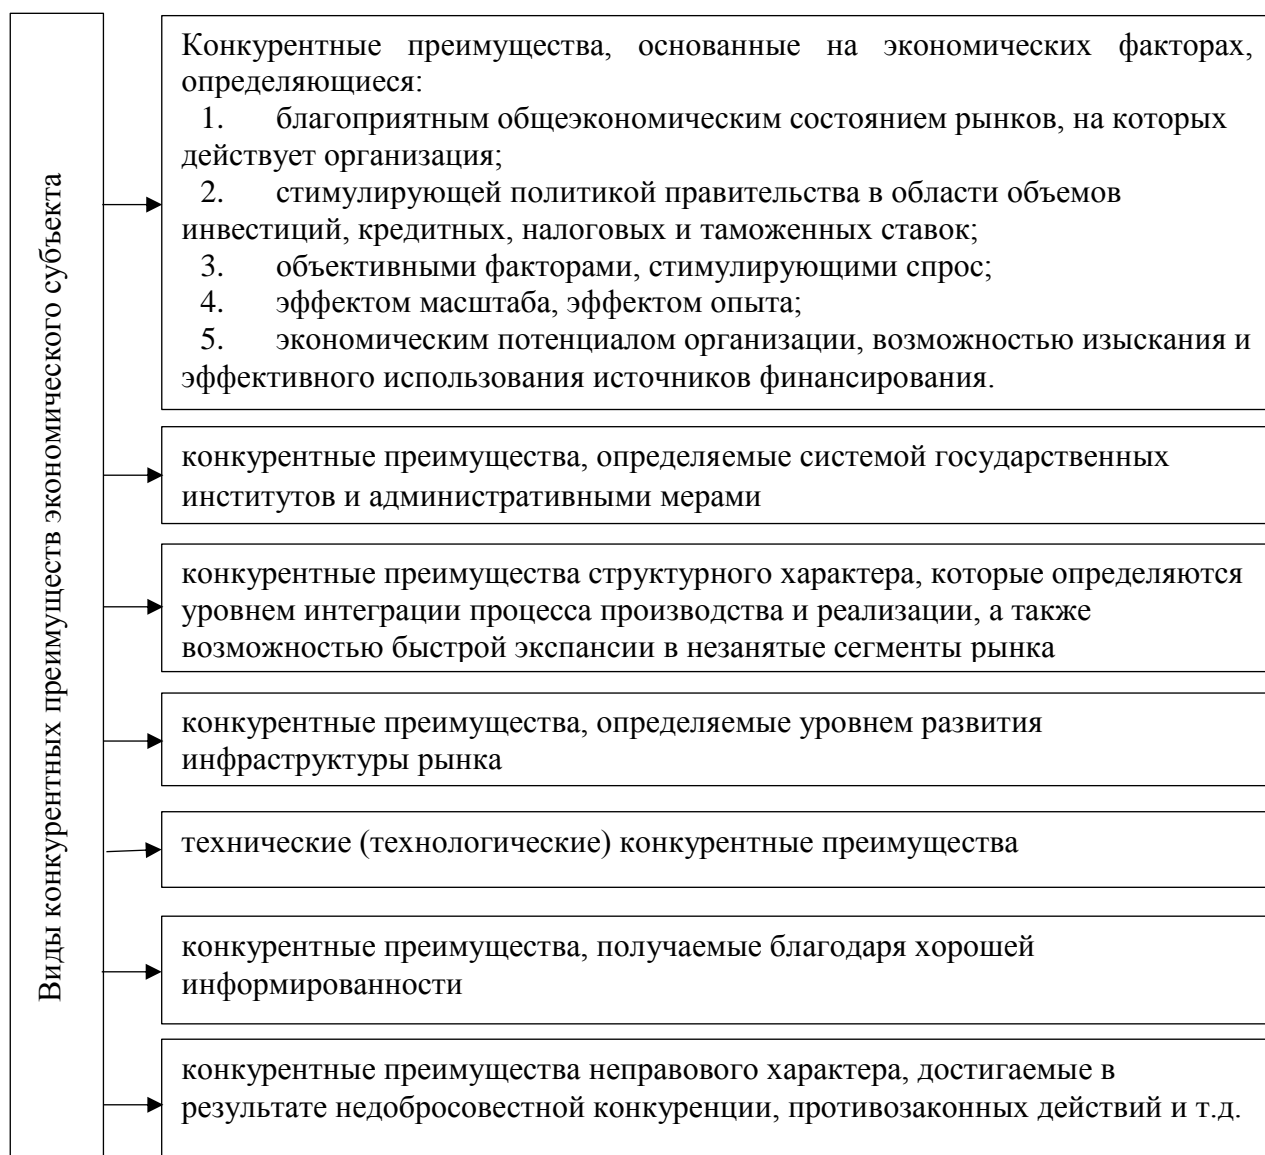 Виды конкурентных преимуществ экономического субъекта
Конкурентные преимущества, основанные на экономических факторах,
определяющиеся:
1. благоприятным общеэкономическим состоянием рынков, на которых
действует организация;
2. стимулирующей политикой правительства в области объемов
инвестиций, кредитных, налоговых и таможенных ставок;
3. объективными факторами, стимулирующими спрос;
4. эффектом масштаба, эффектом опыта;
5. экономическим потенциалом организации, возможностью изыскания и
эффективного использования источников финансирования.
конкурентные преимущества, определяемые системой государственных
институтов и административными мерами
конкурентные преимущества структурного характера, которые определяются
уровнем интеграции процесса производства и реализации, а также
возможностью быстрой экспансии в незанятые сегменты рынка
конкурентные преимущества, определяемые уровнем развития
инфраструктуры рынка
технические (технологические) конкурентные преимущества
конкурентные преимущества, получаемые благодаря хорошей
информированности
конкурентные преимущества неправового характера, достигаемые в
результате недобросовестной конкуренции, противозаконных действий и т.д.